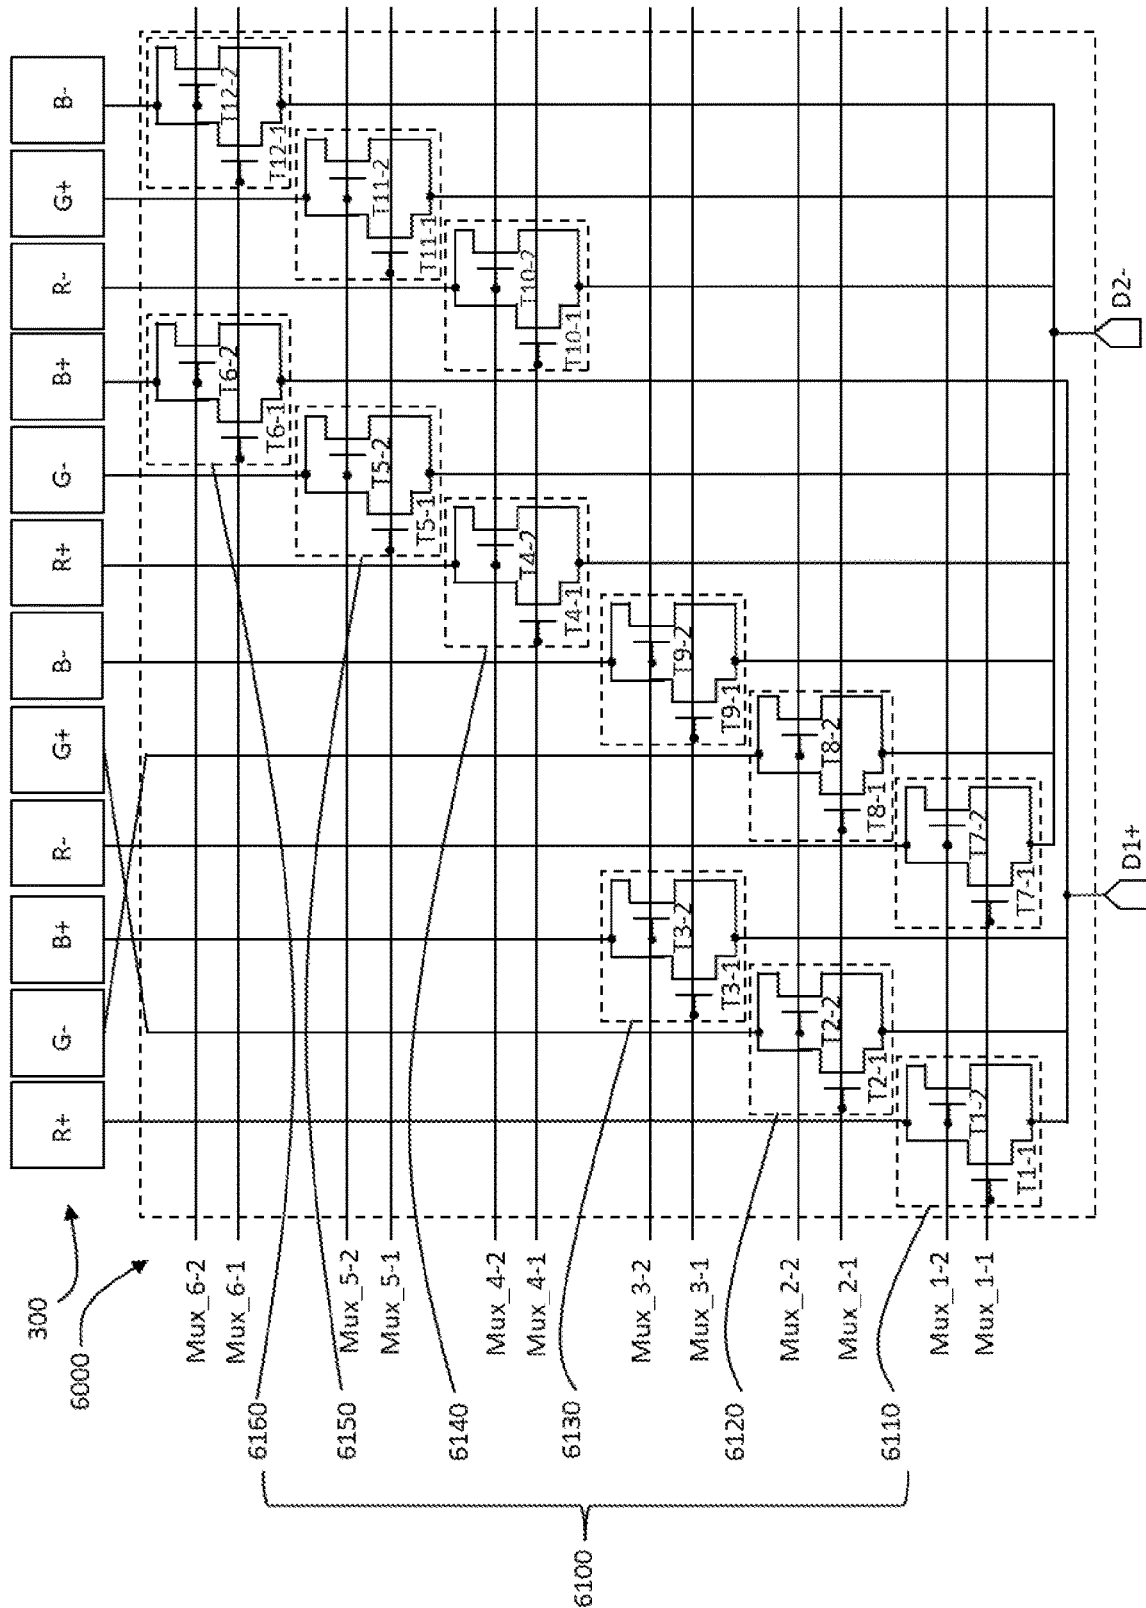 300
6000
R+
G-
B+
R-
G+
B-
R+
G-
B+
R-
G+
B-
Mux_6-2
Mux_6-1
T6-2
T6-1
T12-2
T12-1
6160
Mux_5-2
Mux_5-1
T5-2
T5-1
T11-2
T11-1
6150
Mux_4-2
Mux_4-1
T4-2
T4-1
T10-2
T10-1
6140
6100
Mux_3-2
Mux_3-1
T3-2
T3-1
T9-2
T9-1
6130
Mux_2-2
Mux_2-1
T2-2
T2-1
T8-2
T8-1
6120
Mux_1-2
Mux_1-1
T1-2
T1-1
T7-2
T7-1
6110
D1+
D2-